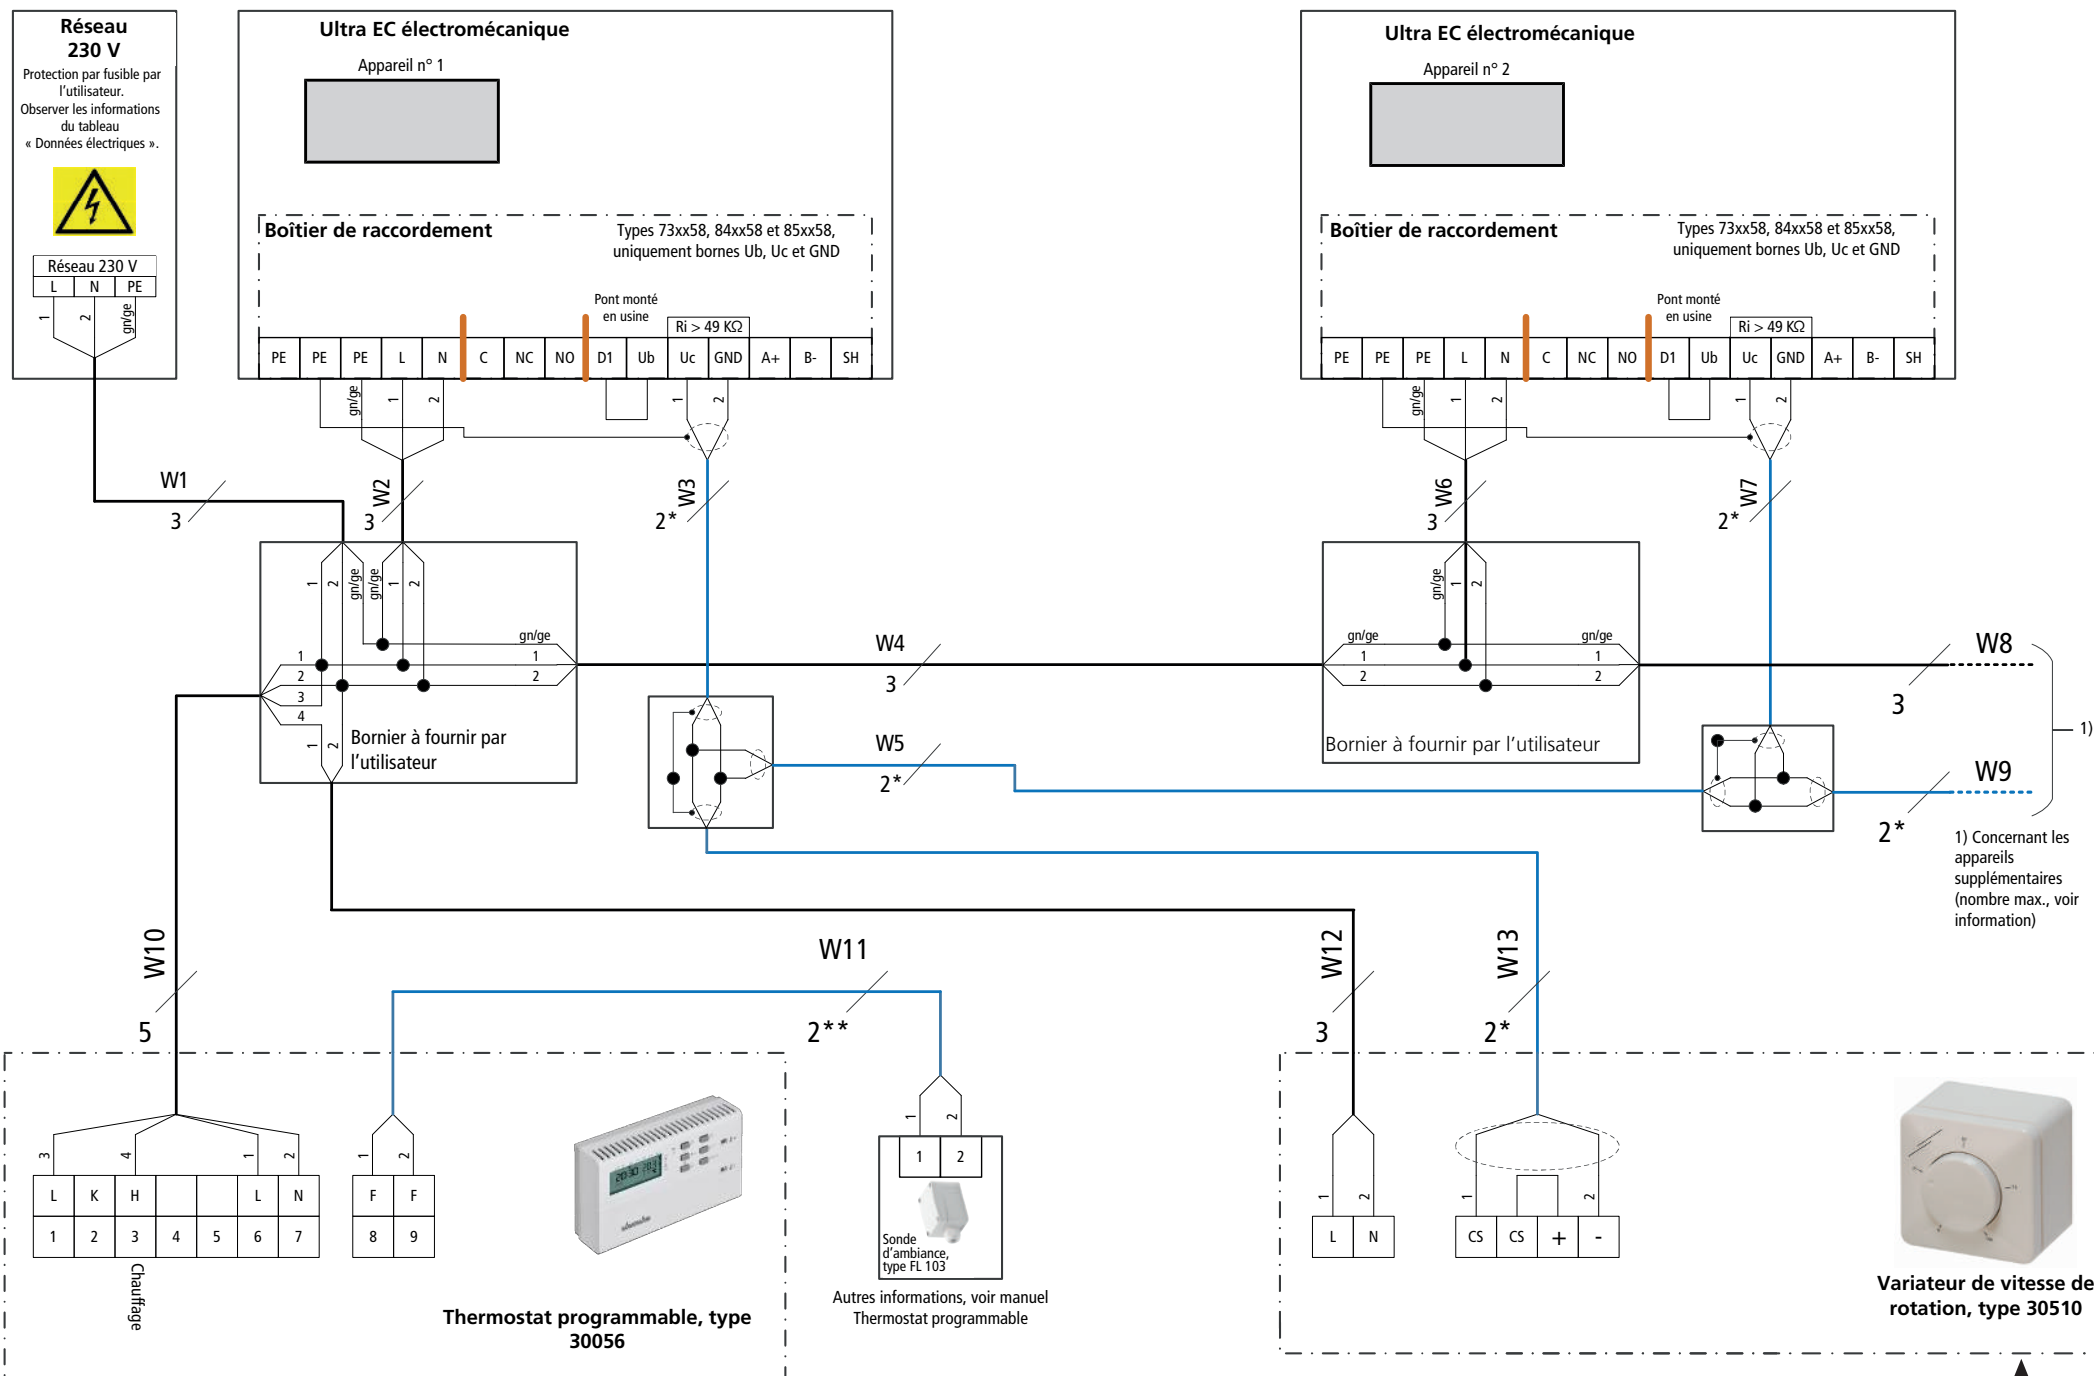 Réseau
230 V
Protection par fusible par
l'utilisateur.
Observer les informations
du tableau
« Données électriques ».
Réseau 230 V
L N PE
1 2 gn/ge
Ultra EC électromécanique
Appareil n° 1
Boîtier de raccordement
Types 73xx58, 84xx58 et 85xx58,
uniquement bornes Ub, Uc et GND
Pont monté
en usine
Ri > 49 KΩ
PE PE PE L N C NC NO D1 Ub Uc GND A+ B- SH
gn/ge 1 2 1 2
Ultra EC électromécanique
Appareil n° 2
Boîtier de raccordement
Types 73xx58, 84xx58 et 85xx58,
uniquement bornes Ub, Uc et GND
Pont monté
en usine
Ri > 49 KΩ
PE PE PE L N C NC NO D1 Ub Uc GND A+ B- SH
gn/ge 1 2 1 2
W1
3
W2
3
W3
2*
W6
3
W7
2*
1 2 gn/ge gn/ge 1 2
gn/ge
1 1
2 2
3
4
1 2
Bornier à fournir par
l'utilisateur
W4
3
gn/ge 1 2
gn/ge gn/ge
1 1
2 2
Bornier à fournir par l'utilisateur
W8
3
W5
2*
W9
2*
1)
1) Concernant les
appareils
supplémentaires
(nombre max., voir
information)
W10
5
W11
2**
W12
3
W13
2*
3 4 1 2
L K H L N
1 2 3 4 5 6 7
Chauffage
1 2
F F
8 9
20:30
Thermostat programmable, type
30056
1 2
1 2
Sonde
d'ambiance,
type FL 103
Autres informations, voir manuel
Thermostat programmable
1 2
L N
1 2
CS CS + -
Variateur de vitesse de
rotation, type 30510